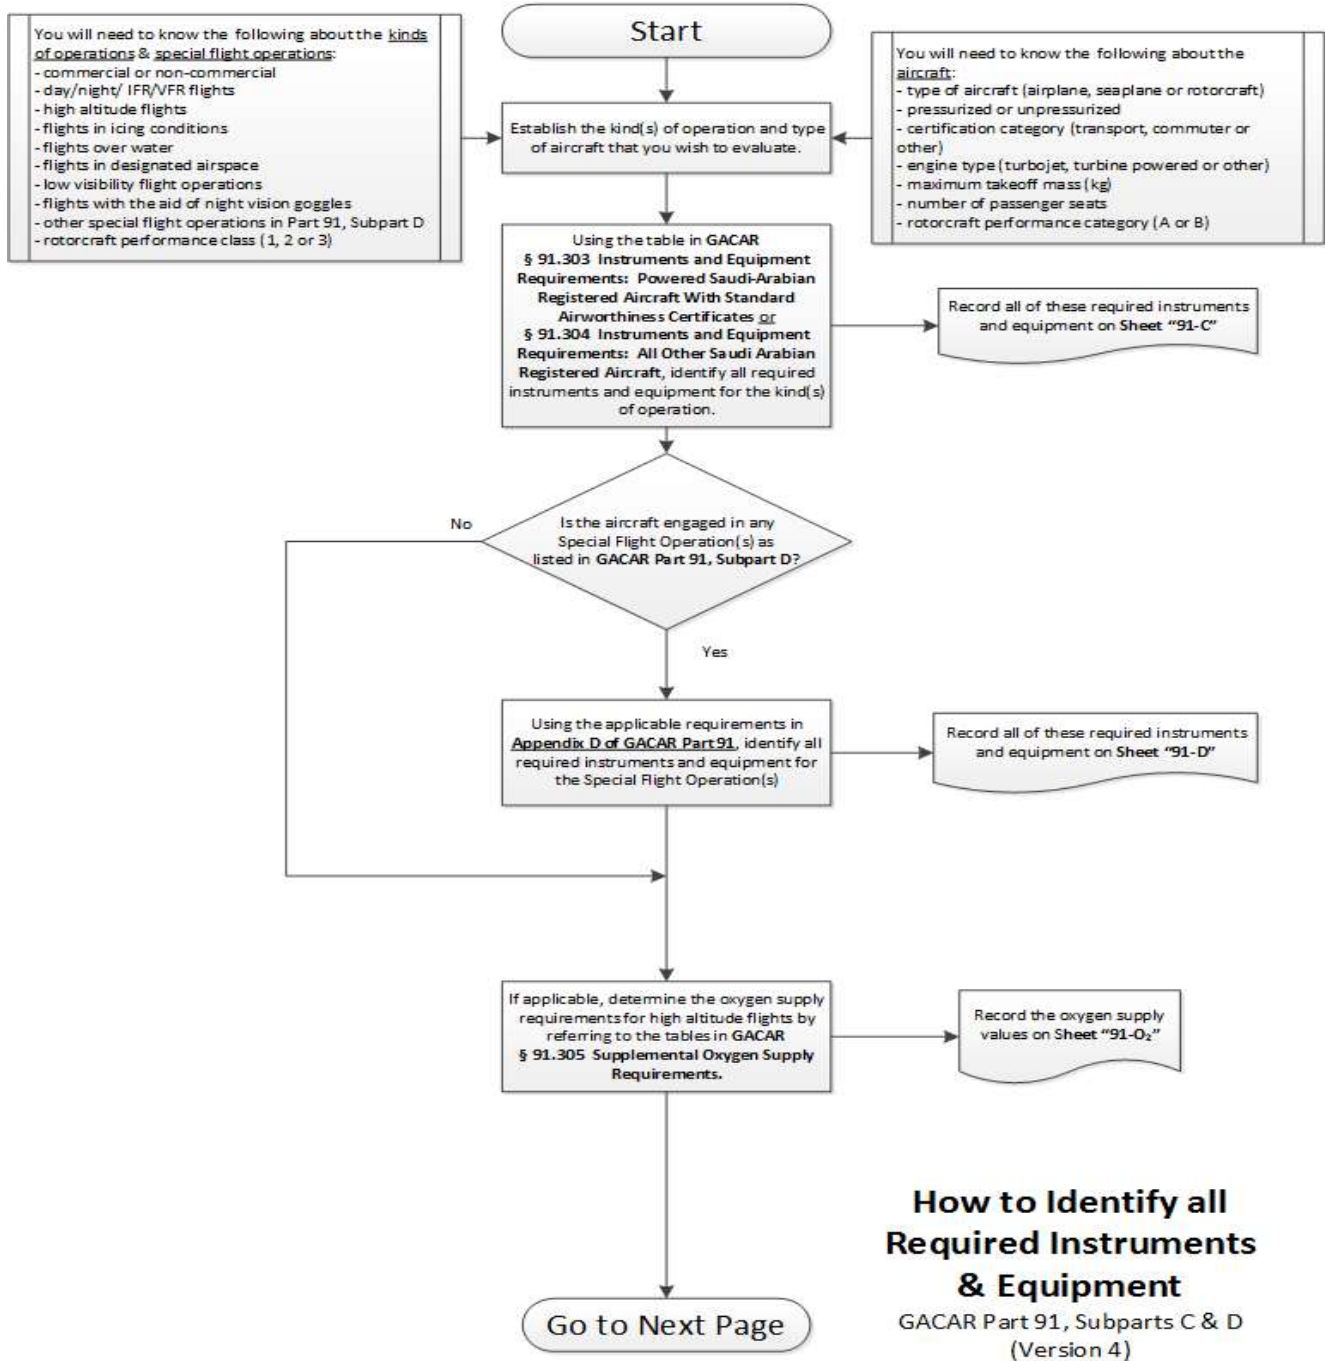 Start
You will need to know the following about the kinds
of operations & special flight operations:
- commercial or non-commercial
- day/night/ IFR/VFR flights
- high altitude flights
- flights in icing conditions
- flights over water
- flights in designated airspace
- low visibility flight operations
- flights with the aid of night vision goggles
- other special flight operations in Part 91, Subpart D
- rotorcraft performance class (1, 2 or 3)
Establish the kind(s) of operation and type
of aircraft that you wish to evaluate.
You will need to know the following about the
aircraft:
- type of aircraft (airplane, seaplane or rotorcraft)
- pressurized or unpressurized
- certification category (transport, commuter or
other)
- engine type (turbojet, turbine powered or other)
- maximum takeoff mass (kg)
- number of passenger seats
- rotorcraft performance category (A or B)
Using the table in GACAR
§ 91.303 Instruments and Equipment
Requirements: Powered Saudi-Arabian
Registered Aircraft With Standard
Airworthiness Certificates or
§ 91.304 Instruments and Equipment
Requirements: All Other Saudi Arabian
Registered Aircraft, identify all required
instruments and equipment for the kind(s)
of operation.
Record all of these required instruments
and equipment on Sheet "91-C"
No
Is the aircraft engaged in any
Special Flight Operation(s) as
listed in GACAR Part 91, Subpart D?
Yes
Using the applicable requirements in
Appendix D of GACAR Part 91, identify all
required instruments and equipment for
the Special Flight Operation(s)
Record all of these required instruments
and equipment on Sheet "91-D"
If applicable, determine the oxygen supply
requirements for high altitude flights by
referring to the tables in GACAR
§ 91.305 Supplemental Oxygen Supply
Requirements.
Record the oxygen supply
values on Sheet "91-O₂"
Go to Next Page
How to Identify all
Required Instruments
& Equipment
GACAR Part 91, Subparts C & D
(Version 4)